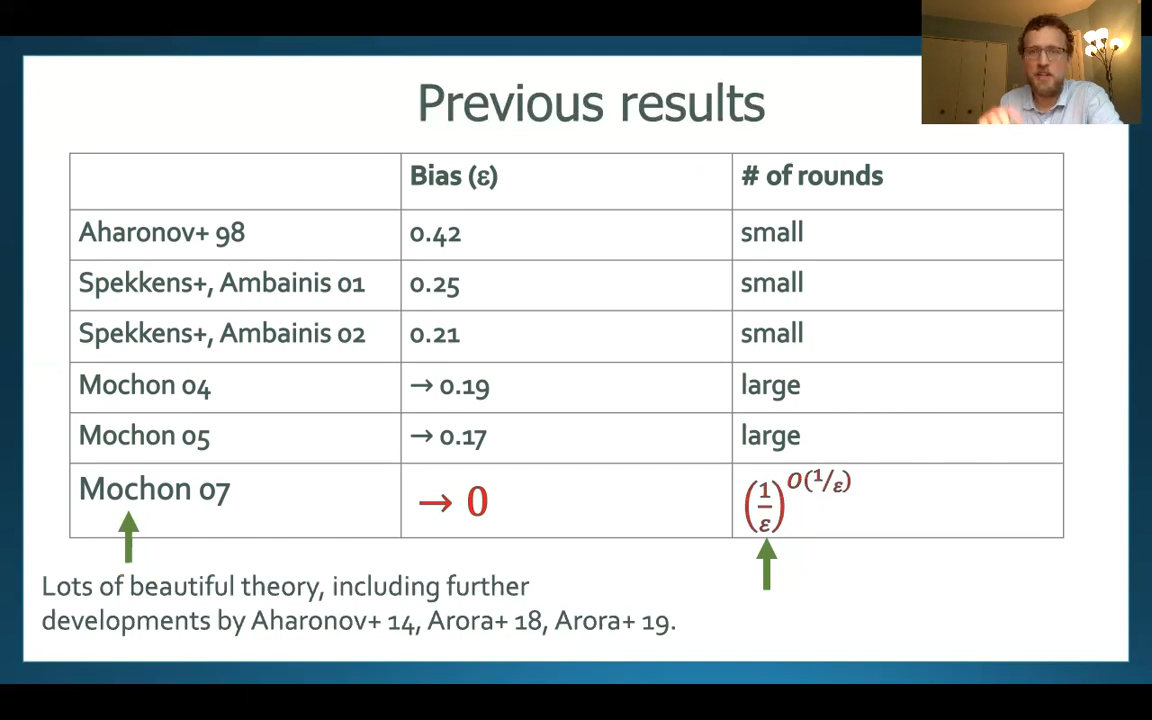 Previous results
Bias (ε) # of rounds
Aharonov+ 98 0.42 small
Spekkens+, Ambainis 01 0.25 small
Spekkens+, Ambainis 02 0.21 small
Mochon 04 → 0.19 large
Mochon 05 → 0.17 large
Mochon 07 → 0 (1/ε)^O(1/ε)
Lots of beautiful theory, including further
developments by Aharonov+ 14, Arora+ 18, Arora+ 19.